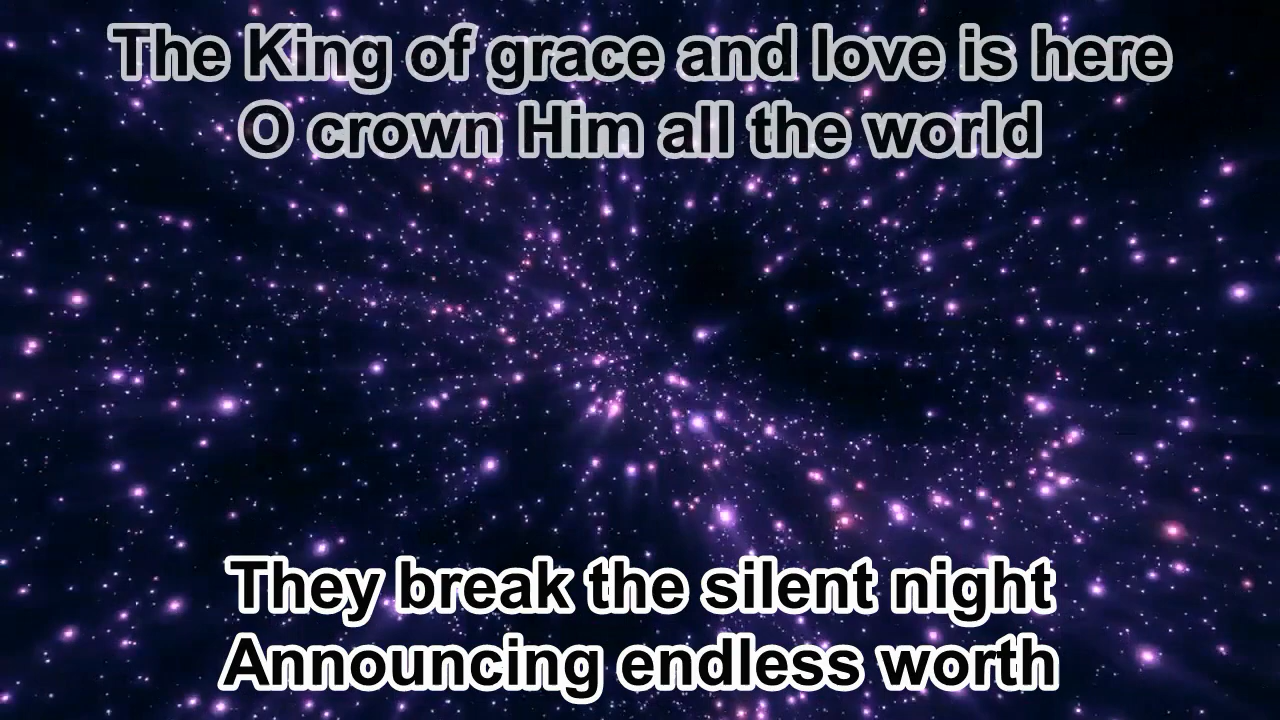 The King of grace and love is here
O crown Him all the world
They break the silent night
Announcing endless worth